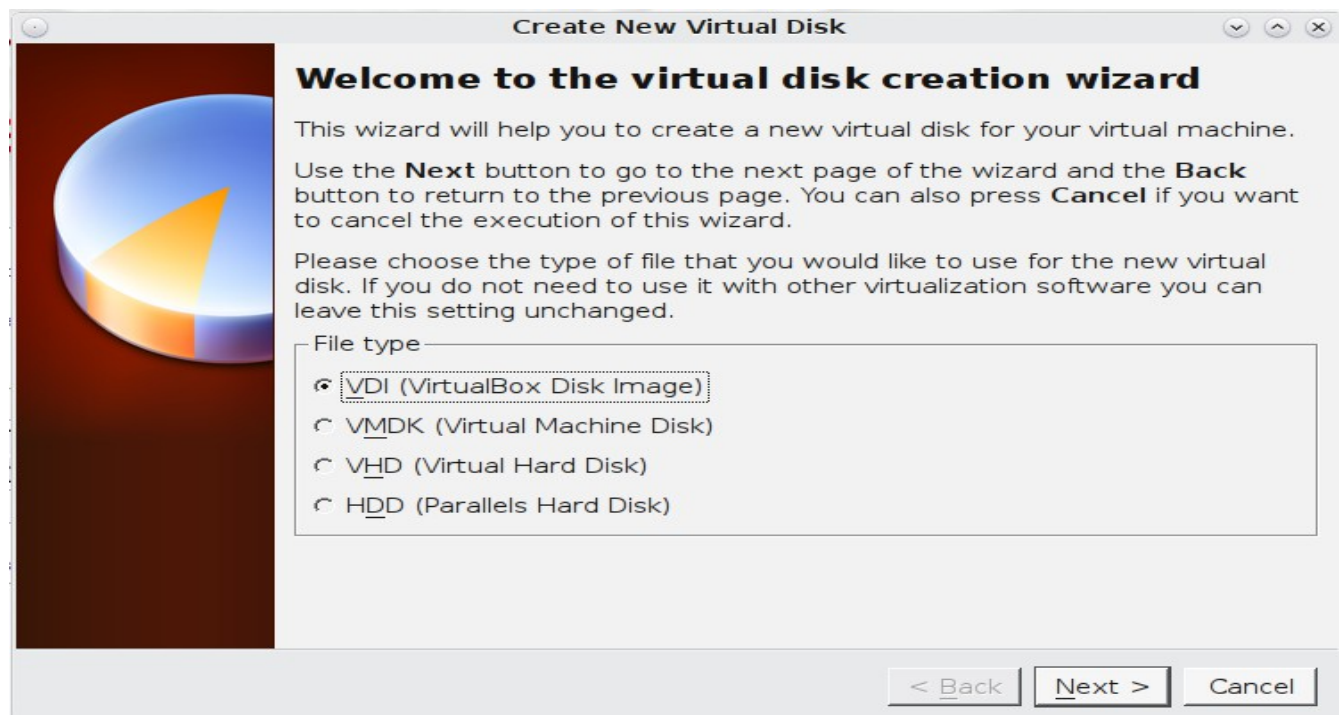 Create New Virtual Disk
Welcome to the virtual disk creation wizard
This wizard will help you to create a new virtual disk for your virtual machine.
Use the Next button to go to the next page of the wizard and the Back
button to return to the previous page. You can also press Cancel if you want
to cancel the execution of this wizard.
Please choose the type of file that you would like to use for the new virtual
disk. If you do not need to use it with other virtualization software you can
leave this setting unchanged.
File type
VDI (VirtualBox Disk Image)
VMDK (Virtual Machine Disk)
VHD (Virtual Hard Disk)
HDD (Parallels Hard Disk)
< Back Next > Cancel